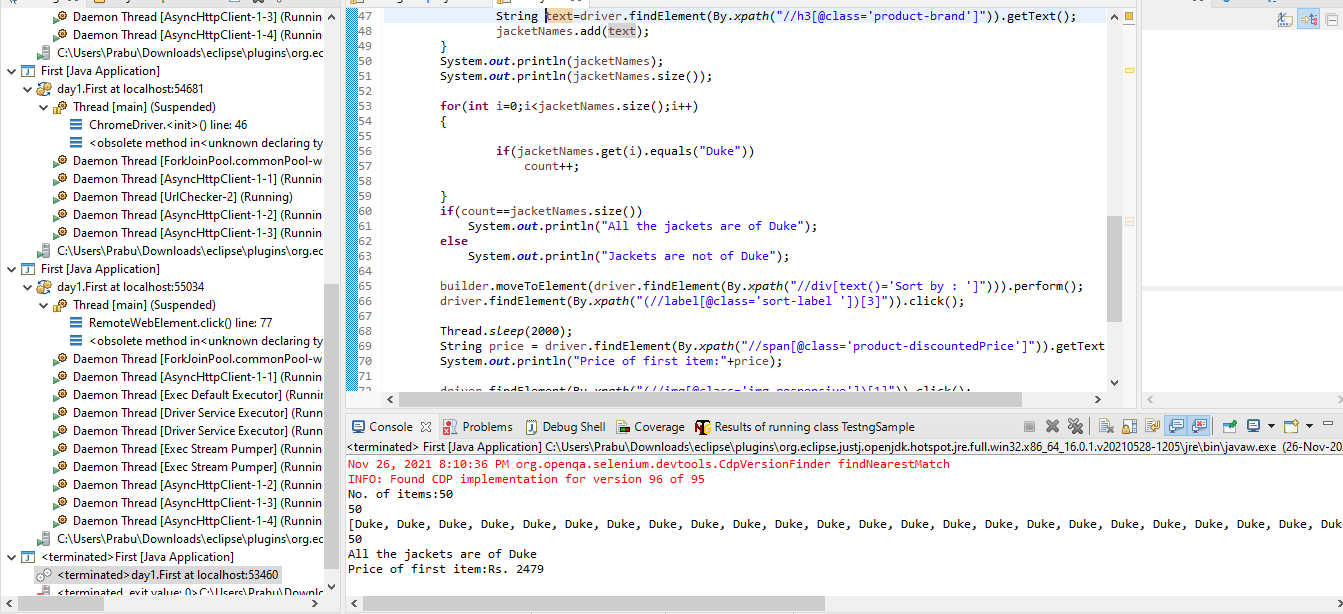 Daemon Thread [AsyncHttpClient-1-3] (Runnin
Daemon Thread [AsyncHttpClient-1-4] (Runnin
C:\Users\Prabu\Downloads\eclipse\plugins\org.ec
First [Java Application]
day1.First at localhost:54681
Thread [main] (Suspended)
ChromeDriver.<init>() line: 46
<obsolete method in<unknown declaring ty
Daemon Thread [ForkJoinPool.commonPool-w
Daemon Thread [AsyncHttpClient-1-1] (Runnin
Daemon Thread [UrlChecker-2] (Running)
Daemon Thread [AsyncHttpClient-1-2] (Runnin
Daemon Thread [AsyncHttpClient-1-3] (Runnin
C:\Users\Prabu\Downloads\eclipse\plugins\org.ec
First [Java Application]
day1.First at localhost:55034
Thread [main] (Suspended)
RemoteWebElement.click() line: 77
<obsolete method in<unknown declaring ty
Daemon Thread [ForkJoinPool.commonPool-w
Daemon Thread [AsyncHttpClient-1-1] (Runnin
Daemon Thread [Exec Default Executor] (Runn
Daemon Thread [Driver Service Executor] (Runn
Daemon Thread [Driver Service Executor] (Runn
Daemon Thread [Exec Stream Pumper] (Runnin
Daemon Thread [Exec Stream Pumper] (Runnin
Daemon Thread [AsyncHttpClient-1-2] (Runnin
Daemon Thread [AsyncHttpClient-1-3] (Runnin
Daemon Thread [AsyncHttpClient-1-4] (Runnin
C:\Users\Prabu\Downloads\eclipse\plugins\org.ec
<terminated>First [Java Application]
<terminated>day1.First at localhost:53460
<terminated, exit value: 0>C:\Users\Prabu\Downlo
47 String text=driver.findElement(By.xpath("//h3[@class='product-brand']")).getText();
48 jacketNames.add(text);
49 }
50 System.out.println(jacketNames);
51 System.out.println(jacketNames.size());
52
53 for(int i=0;i<jacketNames.size();i++)
54 {
55
56 if(jacketNames.get(i).equals("Duke"))
57 count++;
58
59 }
60 if(count==jacketNames.size())
61 System.out.println("All the jackets are of Duke");
62 else
63 System.out.println("Jackets are not of Duke");
64
65 builder.moveToElement(driver.findElement(By.xpath("//div[text()='Sort by : ']"))).perform();
66 driver.findElement(By.xpath("(//label[@class='sort-label '])[3]")).click();
67
68 Thread.sleep(2000);
69 String price = driver.findElement(By.xpath("//span[@class='product-discountedPrice']")).getText
70 System.out.println("Price of first item:"+price);
71
72 driver.findElement(By.xpath("(//img[@class='img-responsive'])[1]")).click();
Console Problems Debug Shell Coverage Results of running class TestngSample
<terminated> First [Java Application] C:\Users\Prabu\Downloads\eclipse\plugins\org.eclipse.justj.openjdk.hotspot.jre.full.win32.x86_64_16.0.1.v20210528-1205\jre\bin\javaw.exe (26-Nov-20
Nov 26, 2021 8:10:36 PM org.openqa.selenium.devtools.CdpVersionFinder findNearestMatch
INFO: Found CDP implementation for version 96 of 95
No. of items:50
50
[Duke, Duke, Duke, Duke, Duke, Duke, Duke, Duke, Duke, Duke, Duke, Duke, Duke, Duke, Duke, Duke, Duke, Duke, Duke, Duke, Duke, Duke, Duke, Duk
50
All the jackets are of Duke
Price of first item:Rs. 2479